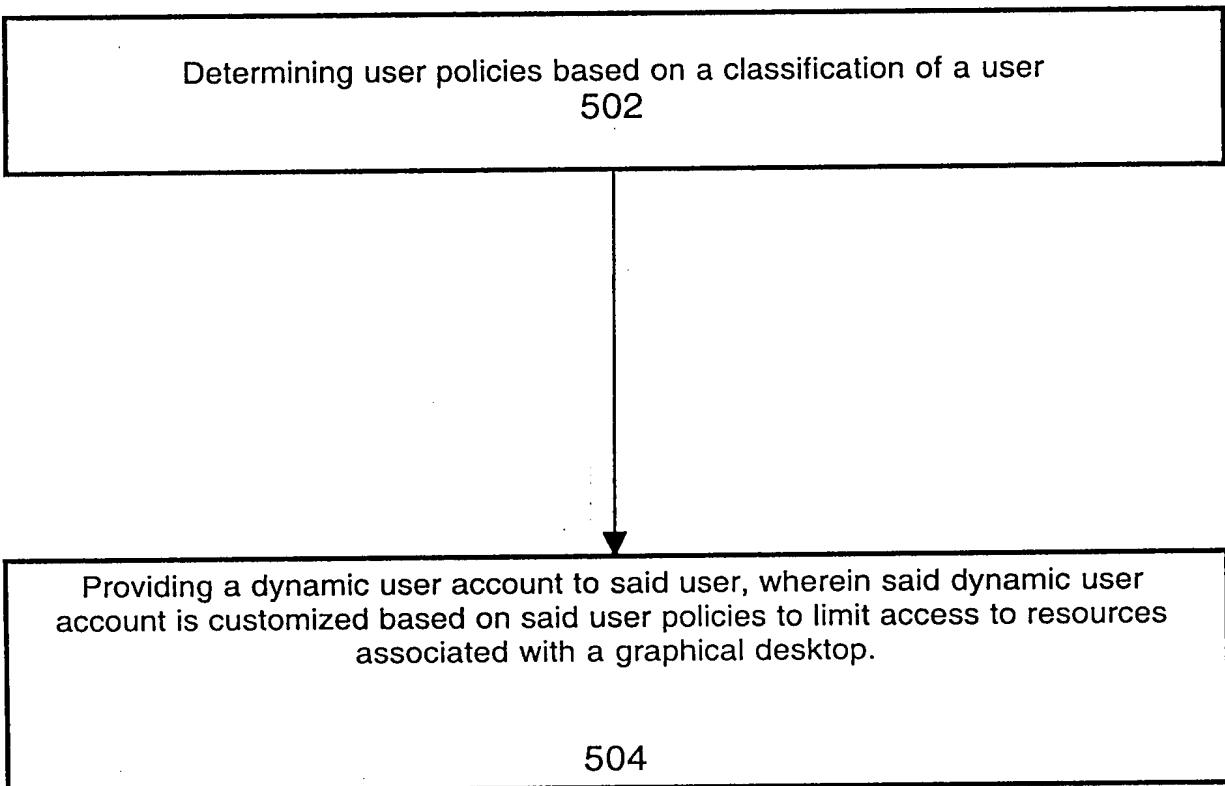 Determining user policies based on a classification of a user
502
Providing a dynamic user account to said user, wherein said dynamic user
account is customized based on said user policies to limit access to resources
associated with a graphical desktop.
504